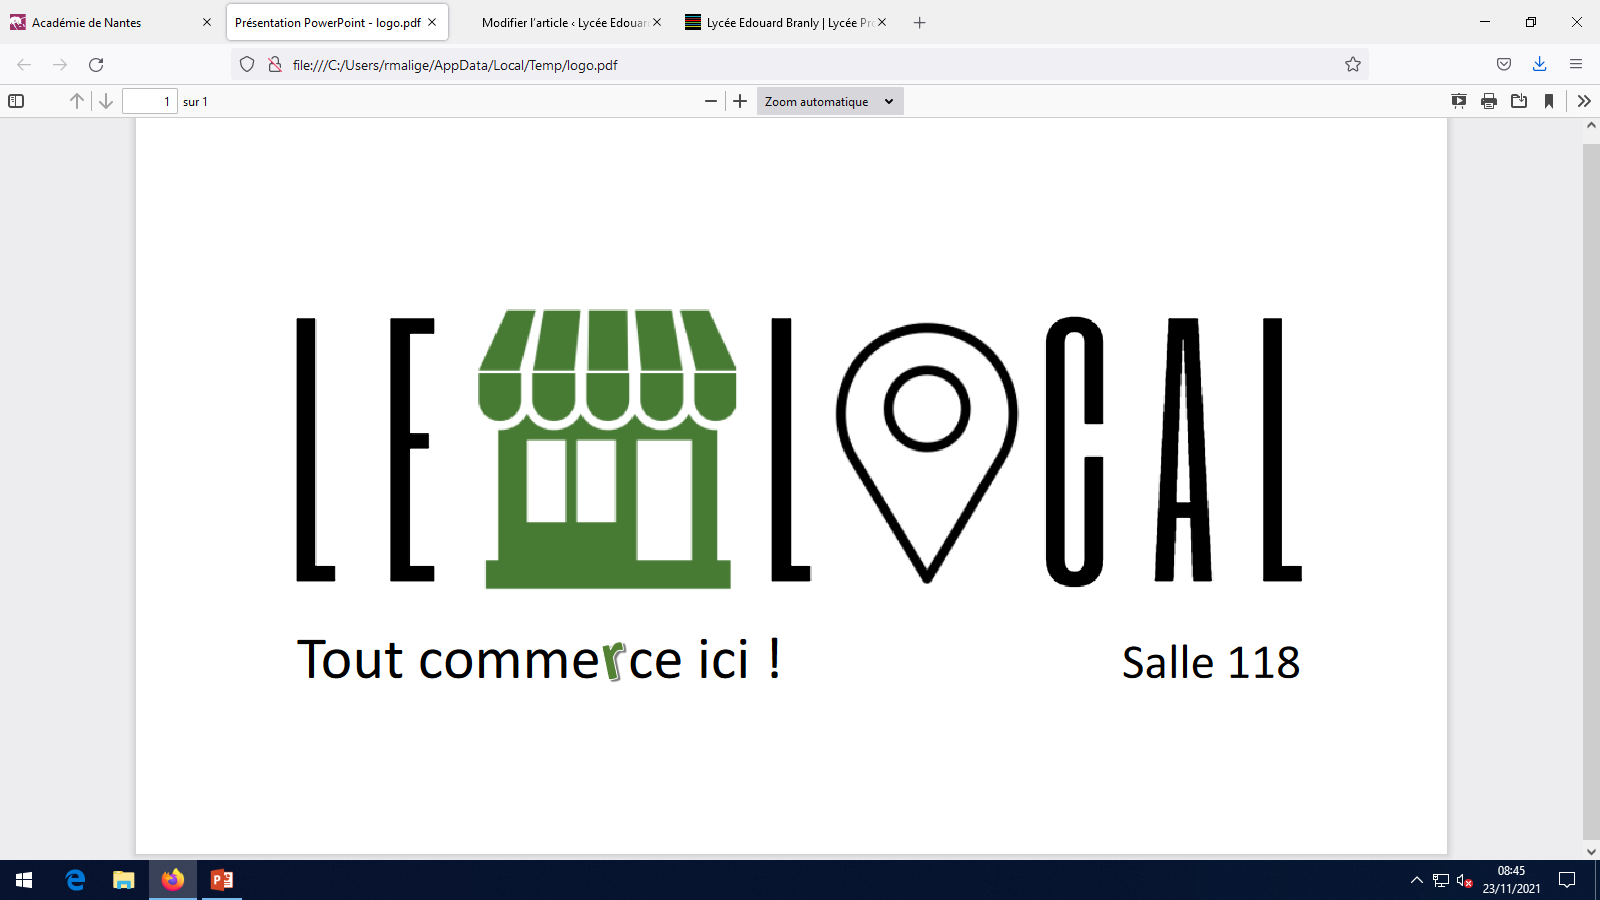 Académie de Nantes
Présentation PowerPoint - logo.pdf
Modifier l'article ‹ Lycée Edouar
Lycée Edouard Branly | Lycée Pr
file:///C:/Users/rmalige/AppData/Local/Temp/logo.pdf
1 sur 1
Zoom automatique
LE LOCAL
Tout commerce ici !
Salle 118
08:45
23/11/2021